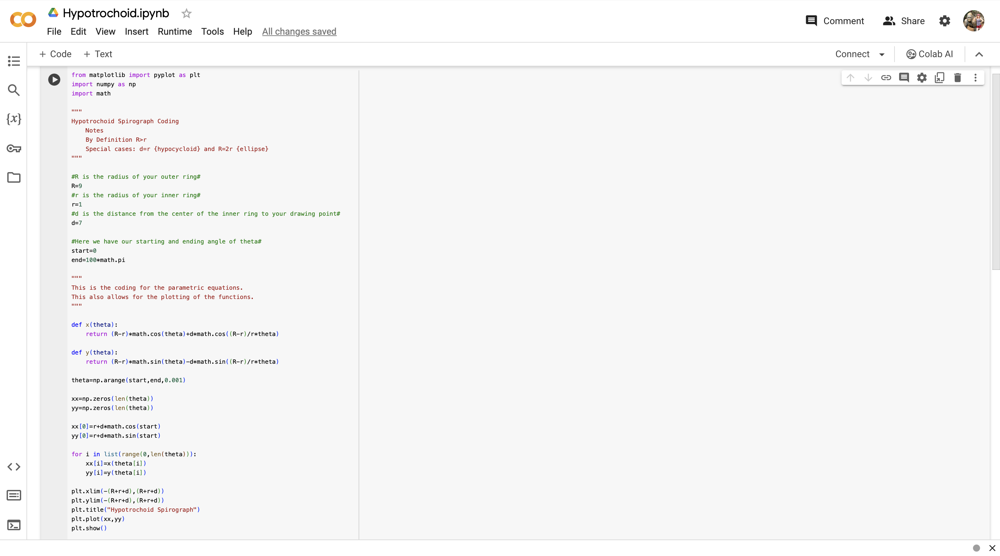 Hypotrochoid.ipynb
File Edit View Insert Runtime Tools Help All changes saved
Comment Share
+ Code + Text
Connect Colab AI
from matplotlib import pyplot as plt
import numpy as np
import math
"""
Hypotrochoid Spirograph Coding
    Notes
    By Definition R>r
    Special cases: d=r {hypocycloid} and R=2r {ellipse}
"""
#R is the radius of your outer ring#
R=9
#r is the radius of your inner ring#
r=1
#d is the distance from the center of the inner ring to your drawing point#
d=7
#Here we have our starting and ending angle of theta#
start=0
end=100*math.pi
"""
This is the coding for the parametric equations.
This also allows for the plotting of the functions.
"""
def x(theta):
    return (R-r)*math.cos(theta)+d*math.cos((R-r)/r*theta)
def y(theta):
    return (R-r)*math.sin(theta)-d*math.sin((R-r)/r*theta)
theta=np.arange(start,end,0.001)
xx=np.zeros(len(theta))
yy=np.zeros(len(theta))
xx[0]=r+d*math.cos(start)
yy[0]=r+d*math.sin(start)
for i in list(range(0,len(theta))):
    xx[i]=x(theta[i])
    yy[i]=y(theta[i])
plt.xlim(-(R+r+d),(R+r+d))
plt.ylim(-(R+r+d),(R+r+d))
plt.title("Hypotrochoid Spirograph")
plt.plot(xx,yy)
plt.show()